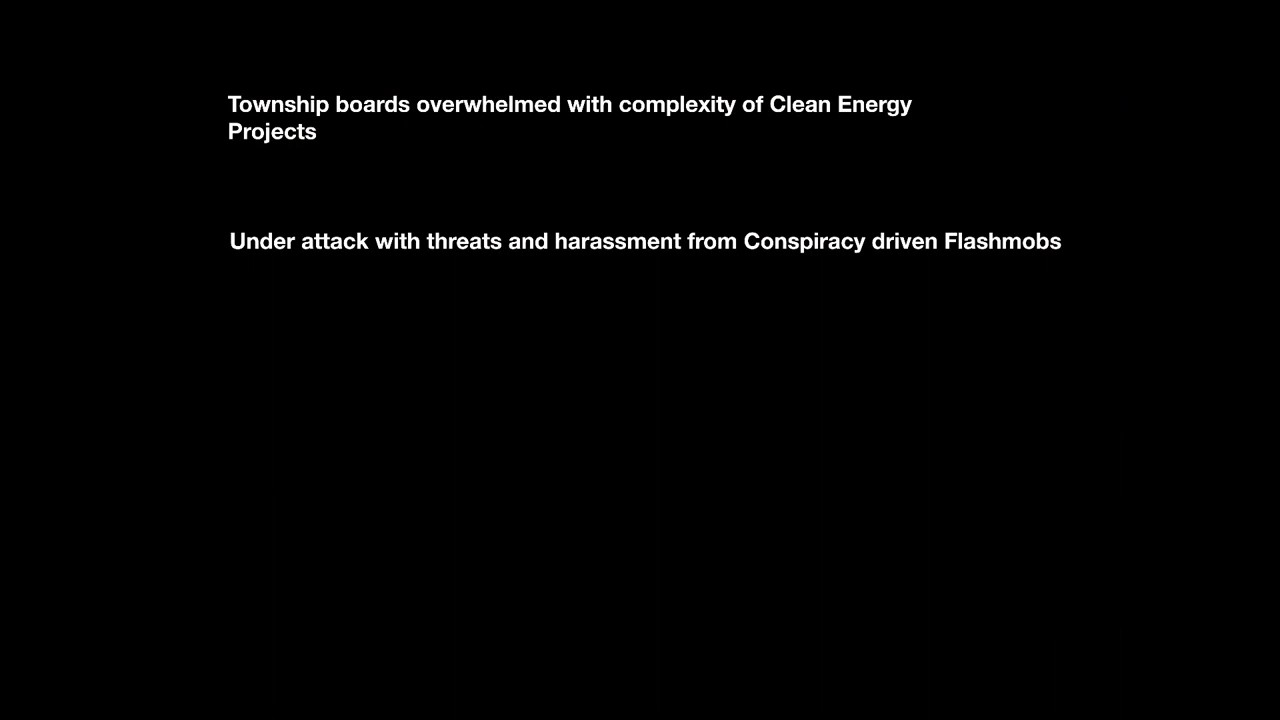 Township boards overwhelmed with complexity of Clean Energy
Projects
Under attack with threats and harassment from Conspiracy driven Flashmobs